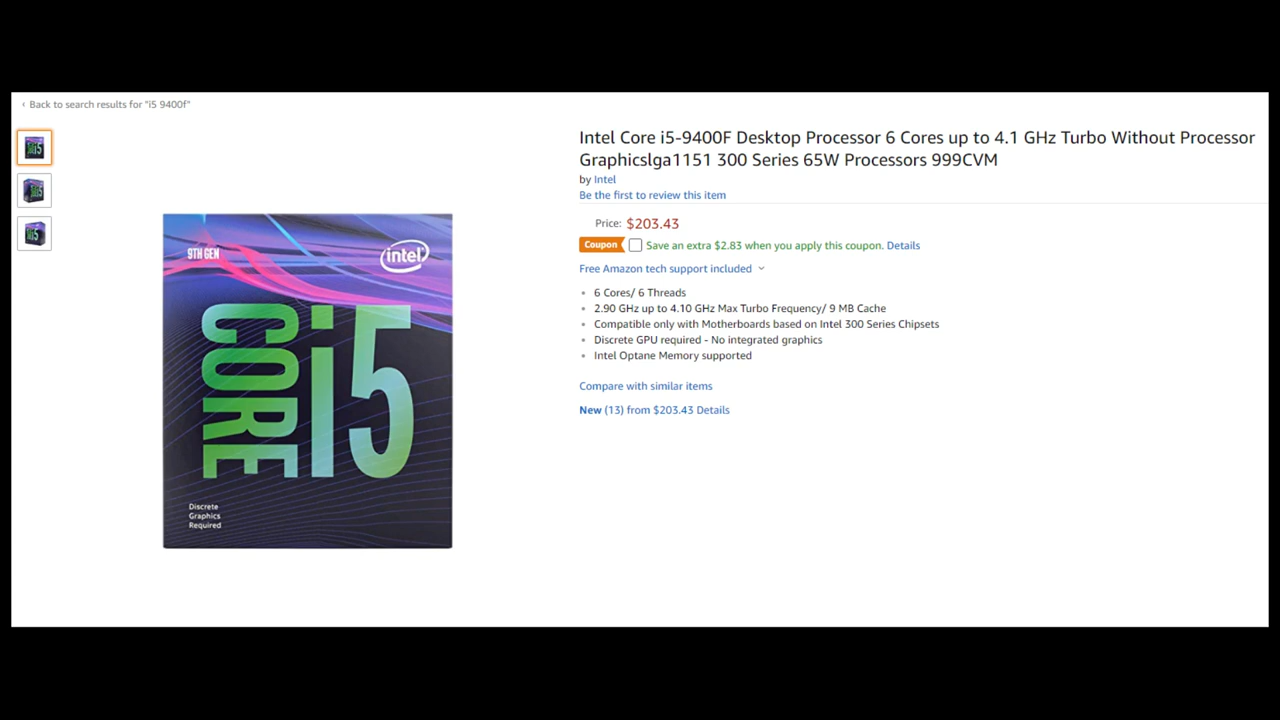 ‹ Back to search results for "i5 9400f"
Intel Core i5-9400F Desktop Processor 6 Cores up to 4.1 GHz Turbo Without Processor
Graphicslga1151 300 Series 65W Processors 999CVM
by Intel
Be the first to review this item
Price: $203.43
Coupon Save an extra $2.83 when you apply this coupon. Details
Free Amazon tech support included
• 6 Cores/ 6 Threads
• 2.90 GHz up to 4.10 GHz Max Turbo Frequency/ 9 MB Cache
• Compatible only with Motherboards based on Intel 300 Series Chipsets
• Discrete GPU required - No integrated graphics
• Intel Optane Memory supported
Compare with similar items
New (13) from $203.43 Details
9TH GEN
intel
CORE i5
Discrete
Graphics
Required